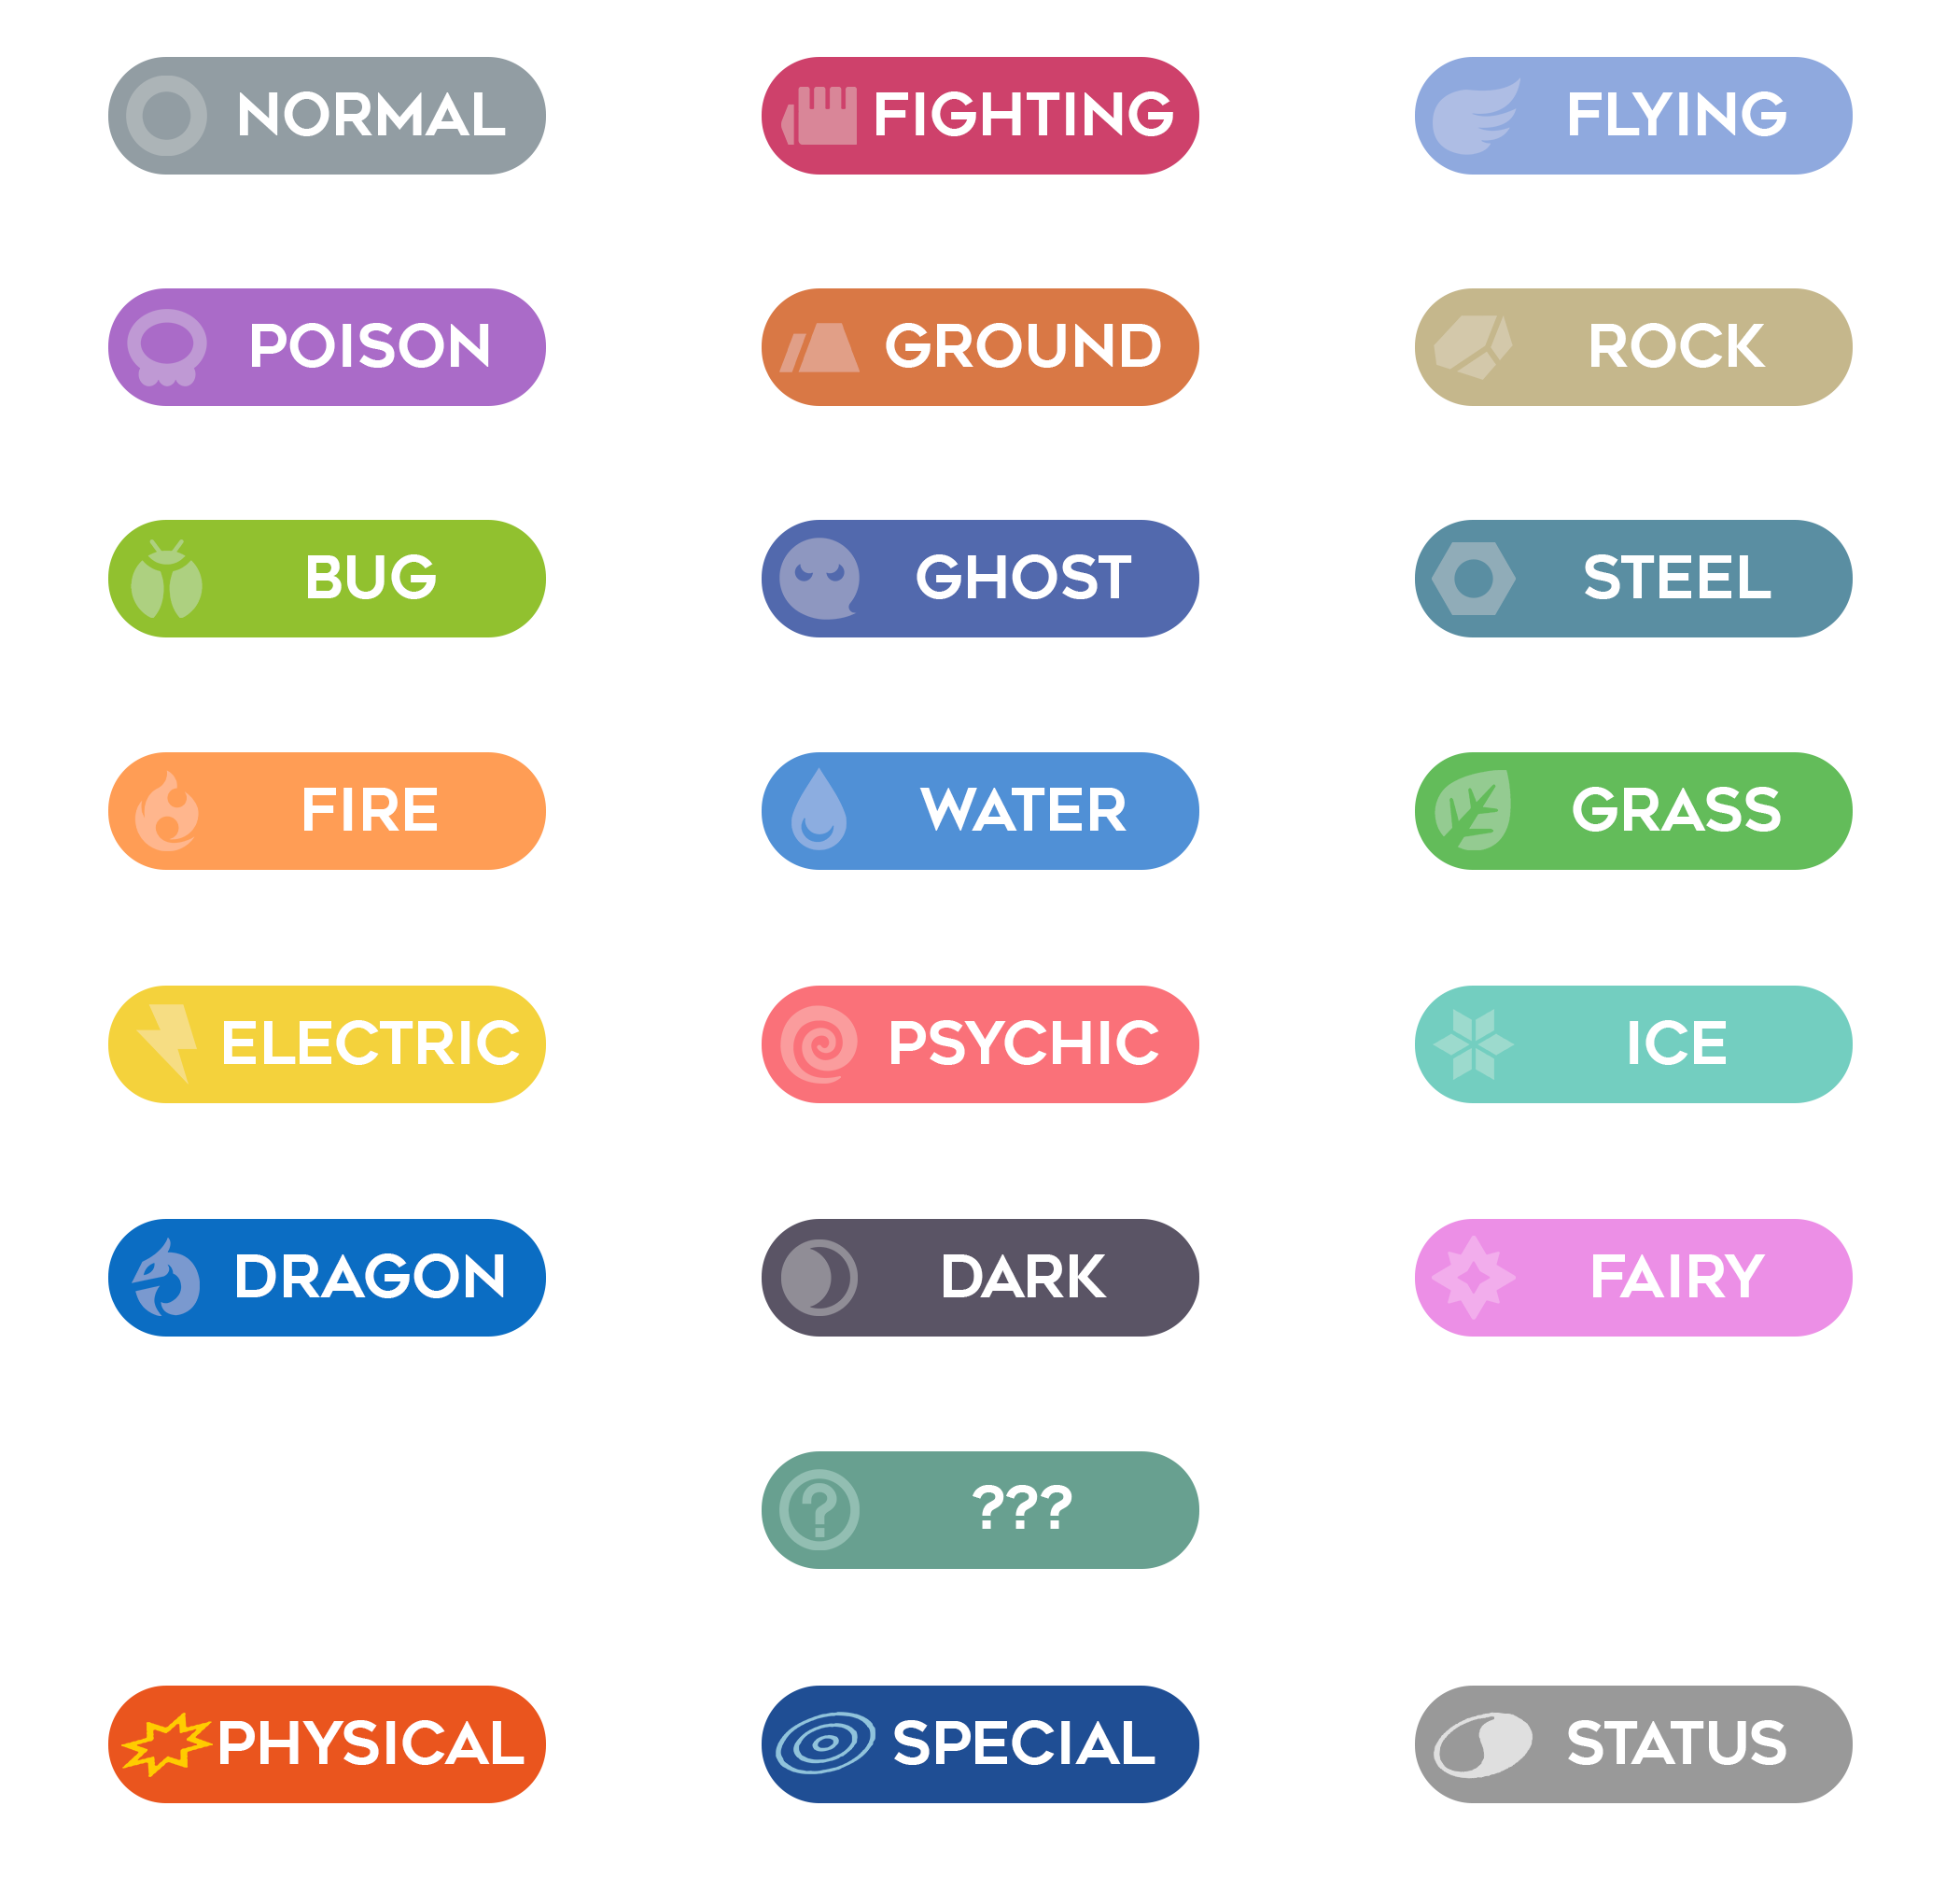 NORMAL
FIGHTING
FLYING
POISON
GROUND
ROCK
BUG
GHOST
STEEL
FIRE
WATER
GRASS
ELECTRIC
PSYCHIC
ICE
DRAGON
DARK
FAIRY
?
???
PHYSICAL
SPECIAL
STATUS